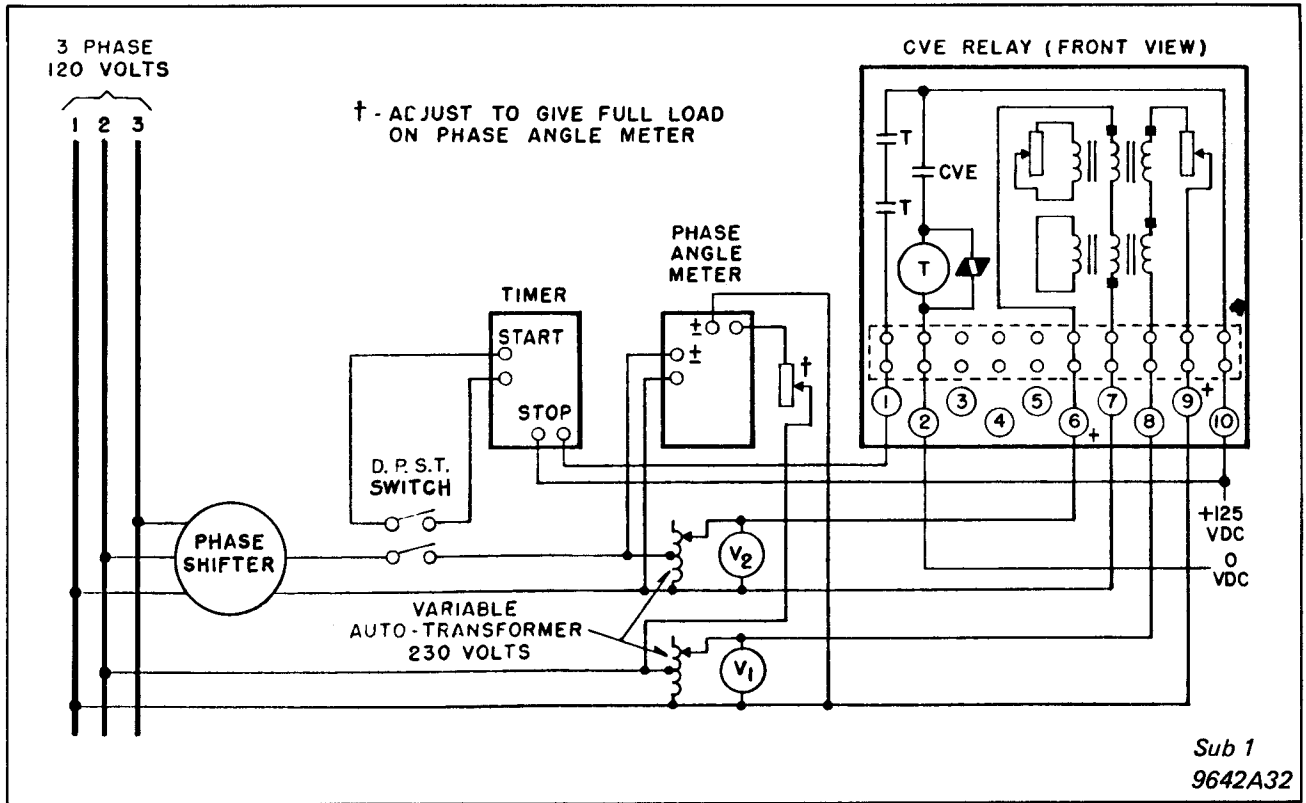 3 PHASE
120 VOLTS
1 2 3
† - ADJUST TO GIVE FULL LOAD
ON PHASE ANGLE METER
CVE RELAY (FRONT VIEW)
T
CVE
T
T
PHASE
ANGLE
METER
±
±
†
TIMER
START
STOP
D.P.S.T.
SWITCH
1 2 3 4 5 6 + 7 8 9 + 10
PHASE
SHIFTER
V2
+125
VDC
0
VDC
VARIABLE
AUTO-TRANSFORMER
230 VOLTS
V1
Sub 1
9642A32